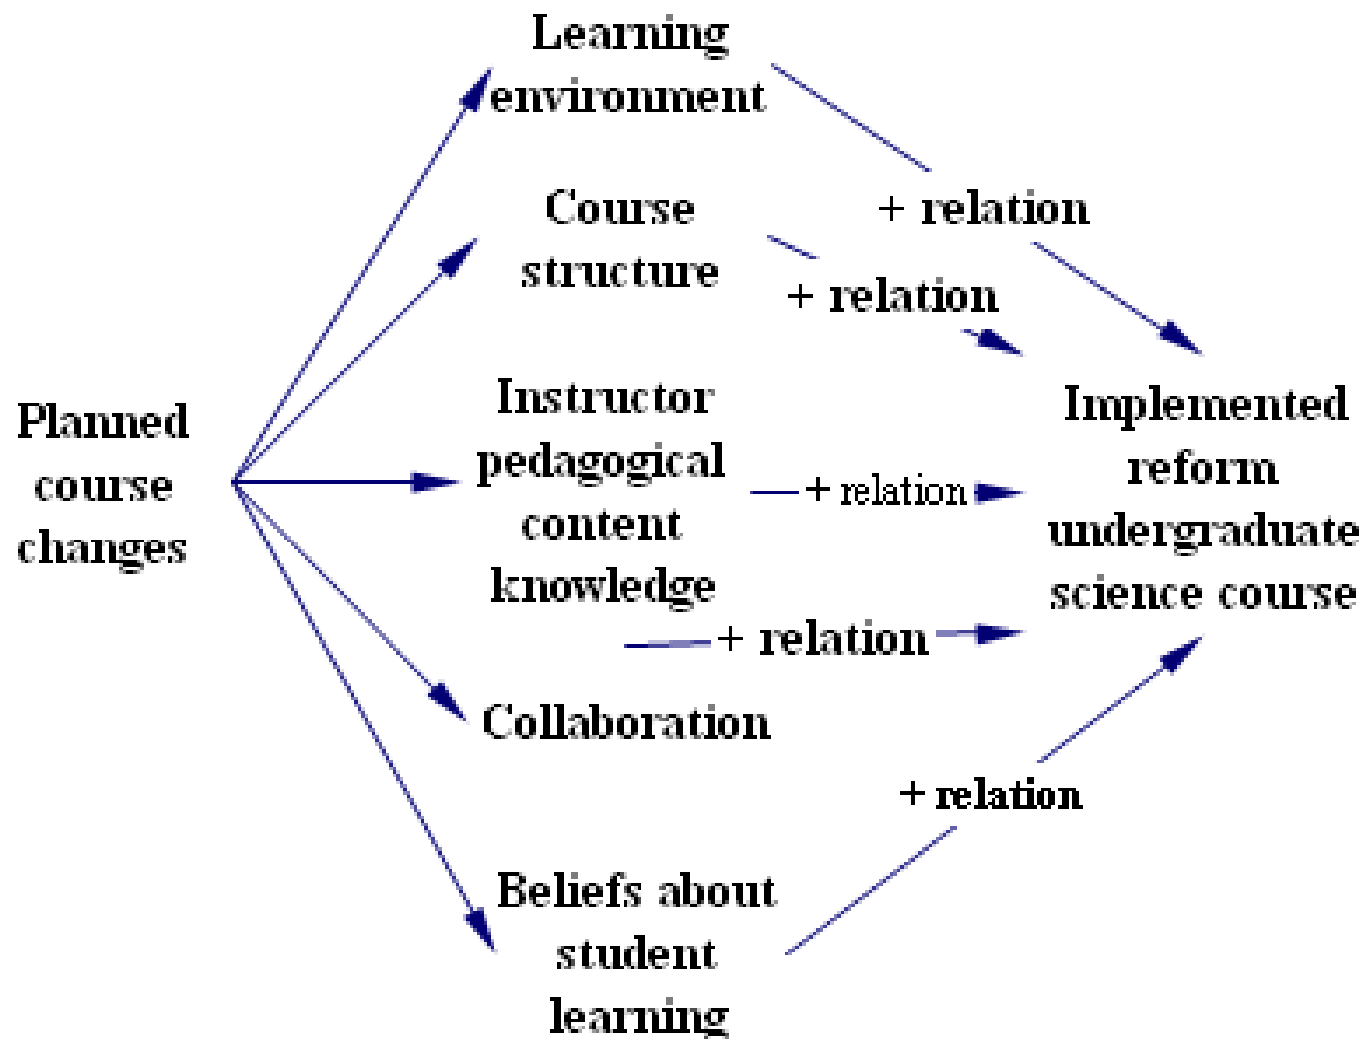 Learning
environment
+ relation
Course
structure
+ relation
Planned
course
changes
Instructor
pedagogical
content
knowledge
+ relation
Implemented
reform
undergraduate
science course
+ relation
Collaboration
+ relation
Beliefs about
student
learning